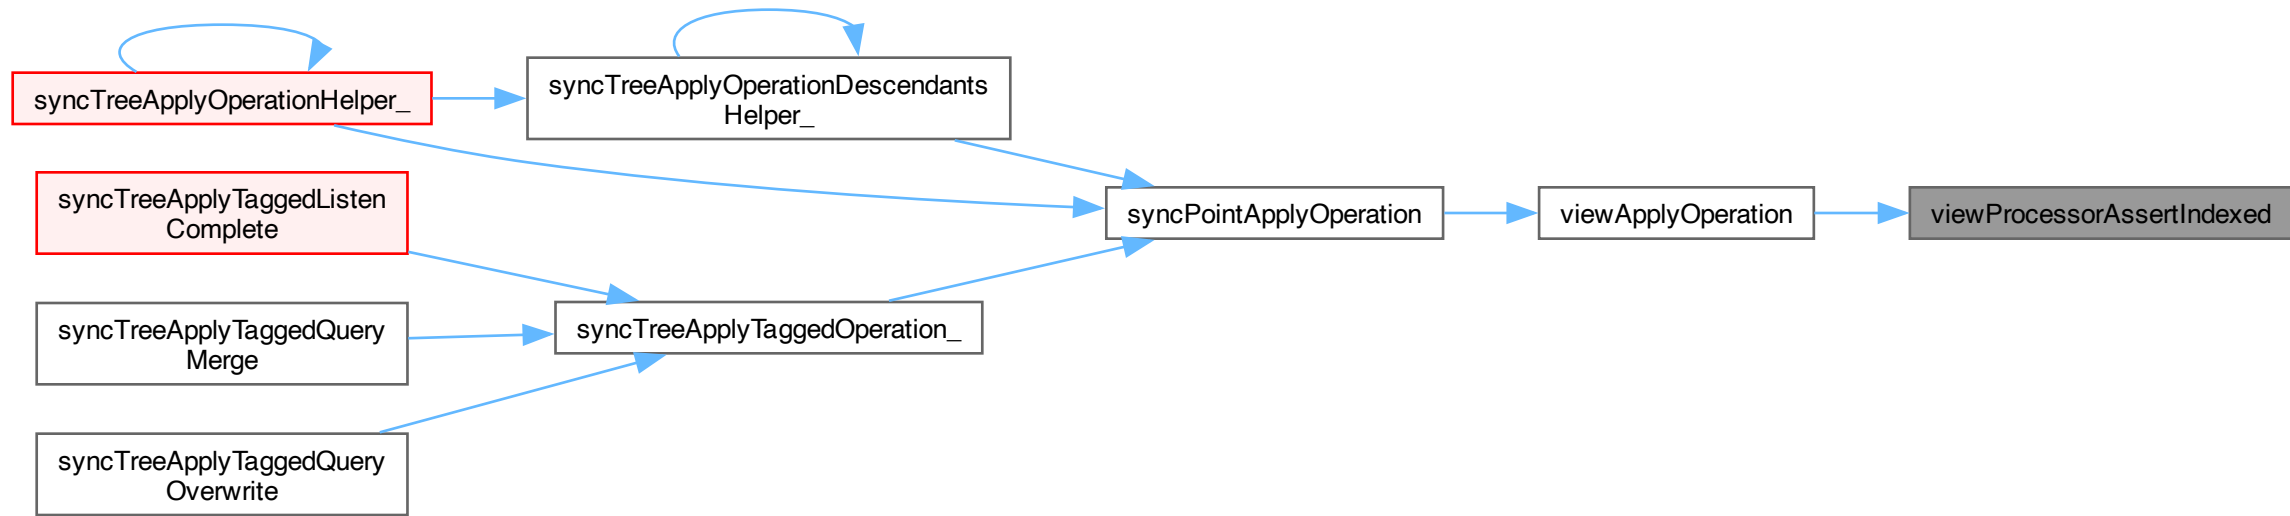 syncTreeApplyOperationHelper_
syncTreeApplyOperationDescendants
Helper_
syncTreeApplyTaggedListen
Complete
syncPointApplyOperation
viewApplyOperation
viewProcessorAssertIndexed
syncTreeApplyTaggedQuery
Merge
syncTreeApplyTaggedOperation_
syncTreeApplyTaggedQuery
Overwrite